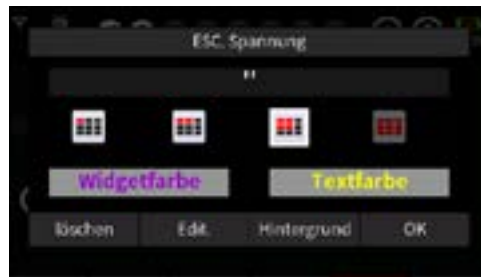 ESC. Spannung
"
Widgetfarbe Textfarbe
löschen Edit. Hintergrund OK